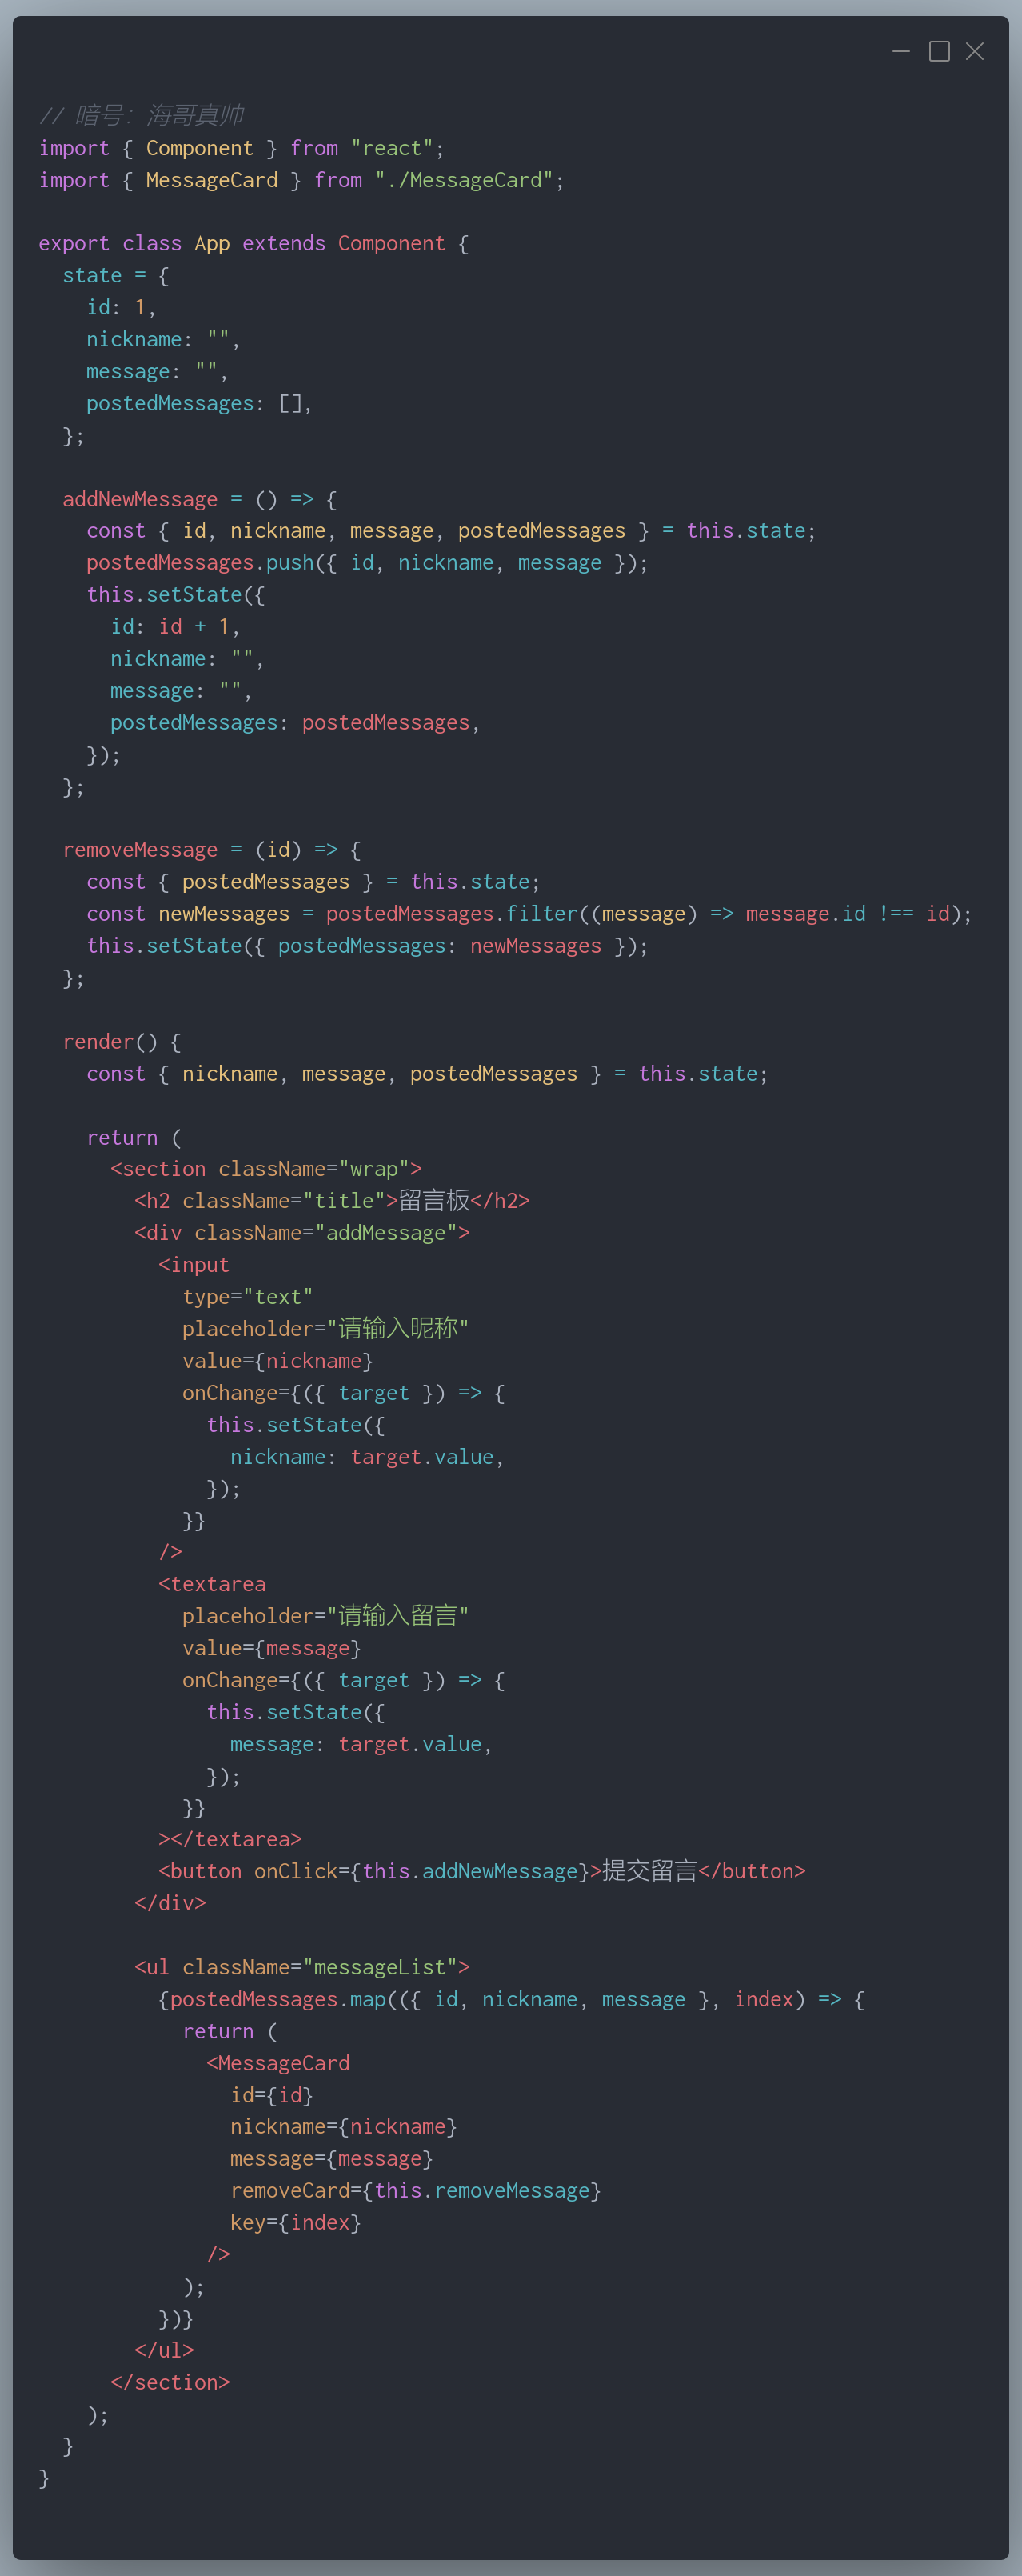 // 暗号：海哥真帅
import { Component } from "react";
import { MessageCard } from "./MessageCard";

export class App extends Component {
  state = {
    id: 1,
    nickname: "",
    message: "",
    postedMessages: [],
  };

  addNewMessage = () => {
    const { id, nickname, message, postedMessages } = this.state;
    postedMessages.push({ id, nickname, message });
    this.setState({
      id: id + 1,
      nickname: "",
      message: "",
      postedMessages: postedMessages,
    });
  };

  removeMessage = (id) => {
    const { postedMessages } = this.state;
    const newMessages = postedMessages.filter((message) => message.id !== id);
    this.setState({ postedMessages: newMessages });
  };

  render() {
    const { nickname, message, postedMessages } = this.state;

    return (
      <section className="wrap">
        <h2 className="title">留言板</h2>
        <div className="addMessage">
          <input
            type="text"
            placeholder="请输入昵称"
            value={nickname}
            onChange={({ target }) => {
              this.setState({
                nickname: target.value,
              });
            }}
          />
          <textarea
            placeholder="请输入留言"
            value={message}
            onChange={({ target }) => {
              this.setState({
                message: target.value,
              });
            }}
          ></textarea>
          <button onClick={this.addNewMessage}>提交留言</button>
        </div>

        <ul className="messageList">
          {postedMessages.map(({ id, nickname, message }, index) => {
            return (
              <MessageCard
                id={id}
                nickname={nickname}
                message={message}
                removeCard={this.removeMessage}
                key={index}
              />
            );
          })}
        </ul>
      </section>
    );
  }
}